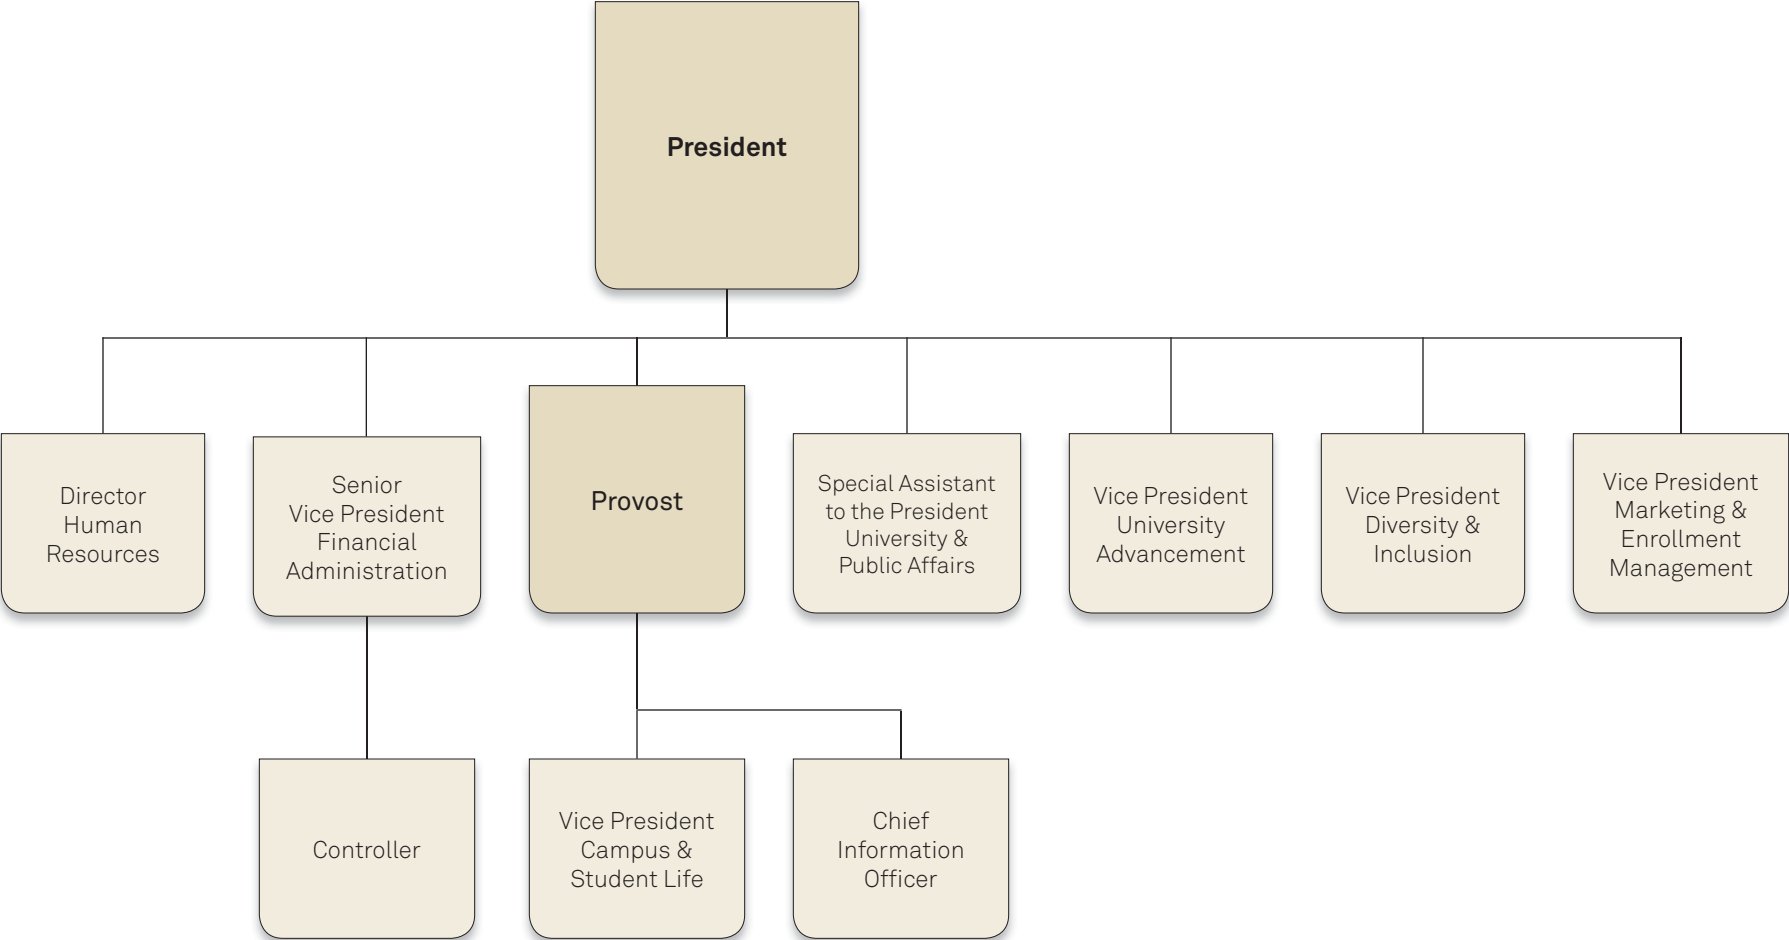 President
Director
Human
Resources
Senior
Vice President
Financial
Administration
Provost
Special Assistant
to the President
University &
Public Affairs
Vice President
University
Advancement
Vice President
Diversity &
Inclusion
Vice President
Marketing &
Enrollment
Management
Controller
Vice President
Campus &
Student Life
Chief
Information
Officer